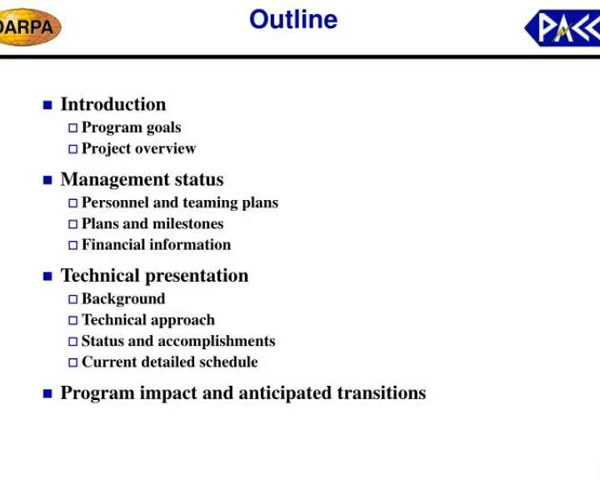 DARPA
Outline
PACC
Introduction
Program goals
Project overview
Management status
Personnel and teaming plans
Plans and milestones
Financial information
Technical presentation
Background
Technical approach
Status and accomplishments
Current detailed schedule
Program impact and anticipated transitions